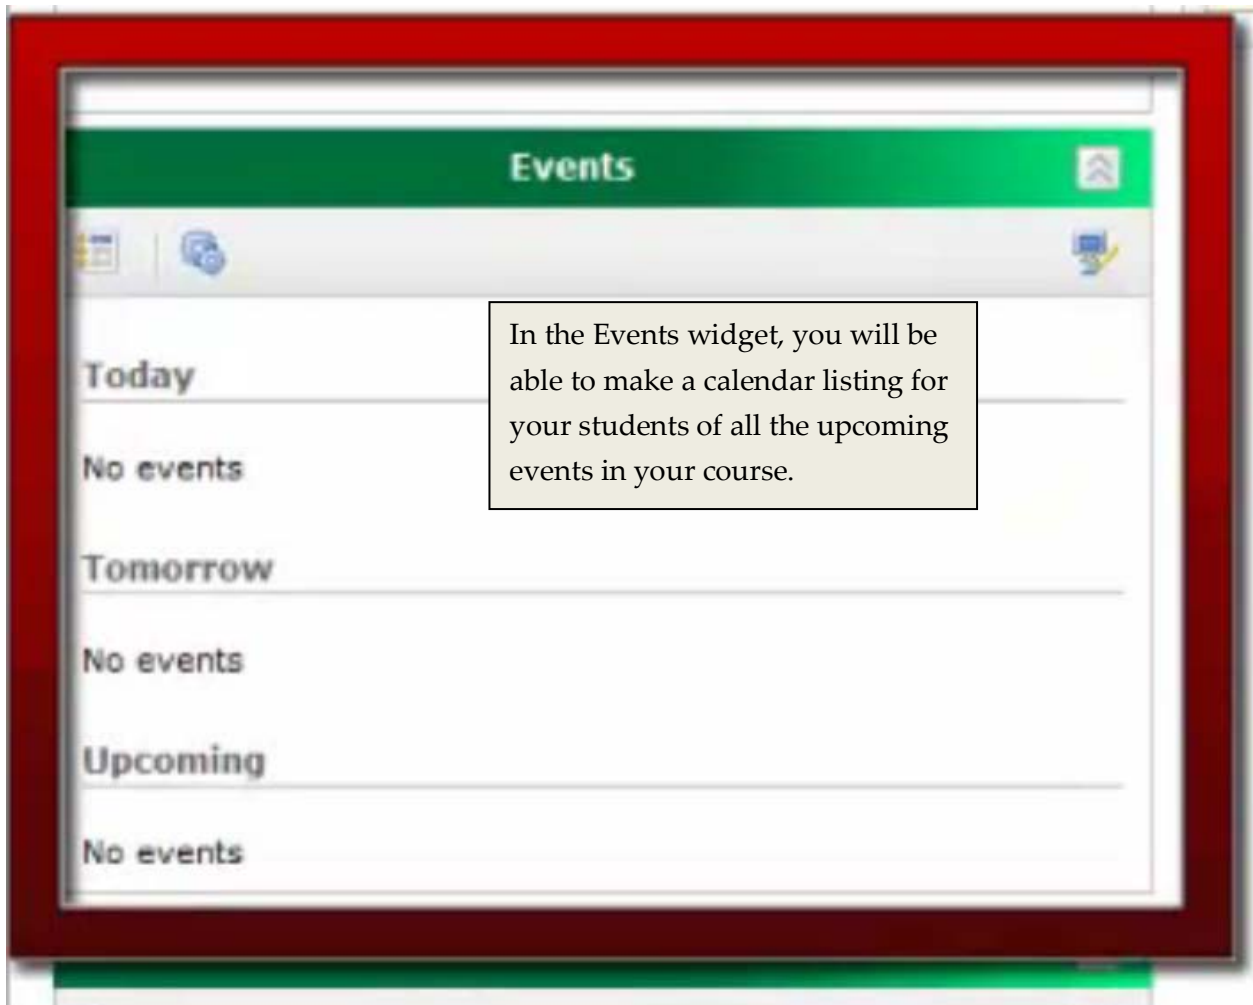 Events
In the Events widget, you will be
able to make a calendar listing for
your students of all the upcoming
events in your course.
Today
No events
Tomorrow
No events
Upcoming
No events